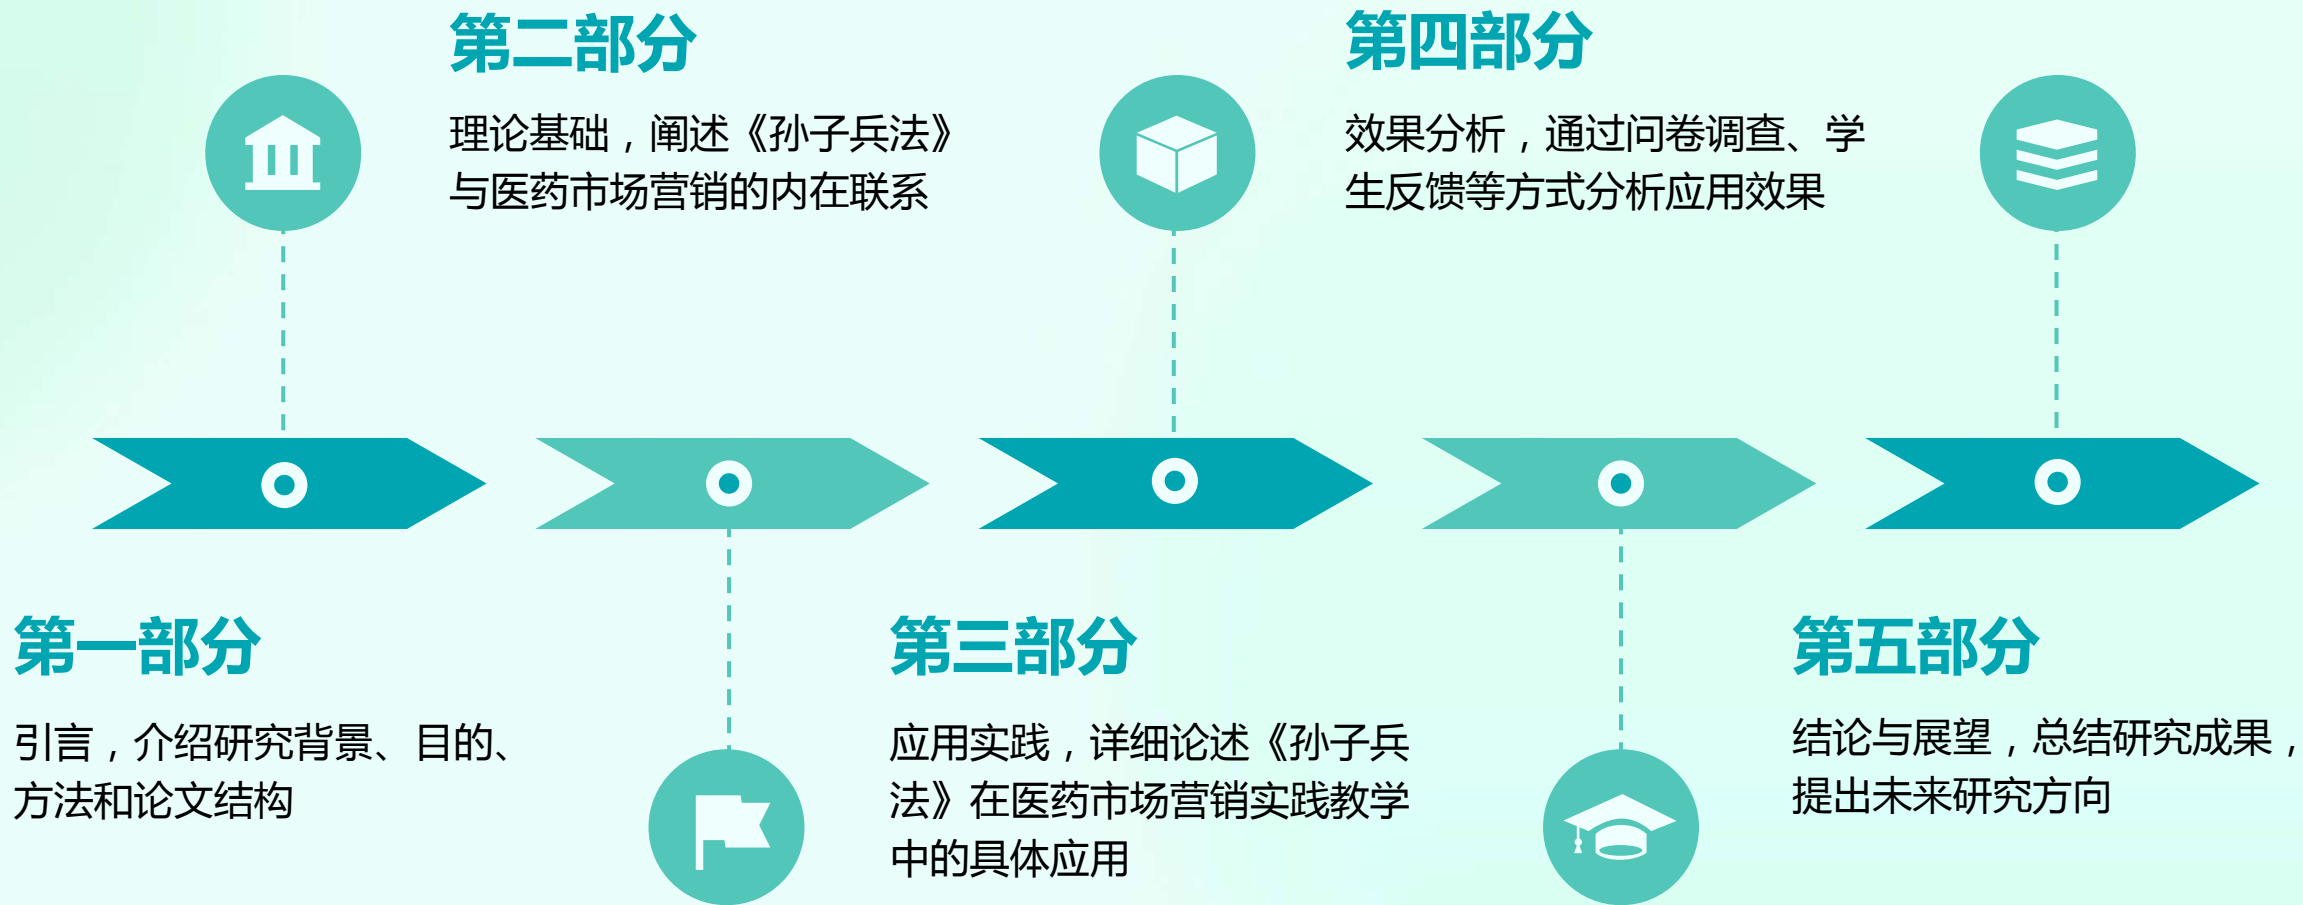 第一部分
引言，介绍研究背景、目的、
方法和论文结构
第二部分
理论基础，阐述《孙子兵法》
与医药市场营销的内在联系
第三部分
应用实践，详细论述《孙子兵
法》在医药市场营销实践教学
中的具体应用
第四部分
效果分析，通过问卷调查、学
生反馈等方式分析应用效果
第五部分
结论与展望，总结研究成果，
提出未来研究方向